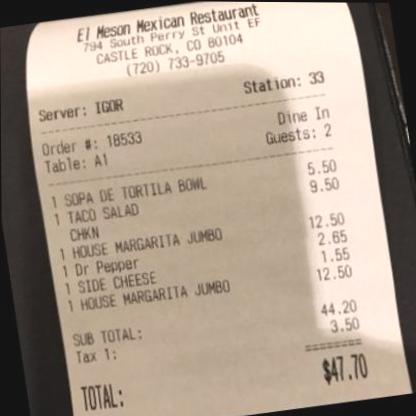 El Meson Mexican Restaurant
794 South Perry St Unit EF
CASTLE ROCK, CO 80104
(720) 733-9705
Server: IGOR Station: 33
Order #: 18533 Dine In
Table: A1 Guests: 2
1 SOPA DE TORTILA BOWL 5.50
1 TACO SALAD 9.50
CHKN
1 HOUSE MARGARITA JUMBO 12.50
1 Dr Pepper 2.65
1 SIDE CHEESE 1.55
1 HOUSE MARGARITA JUMBO 12.50
SUB TOTAL: 44.20
Tax 1: 3.50
TOTAL: $47.70